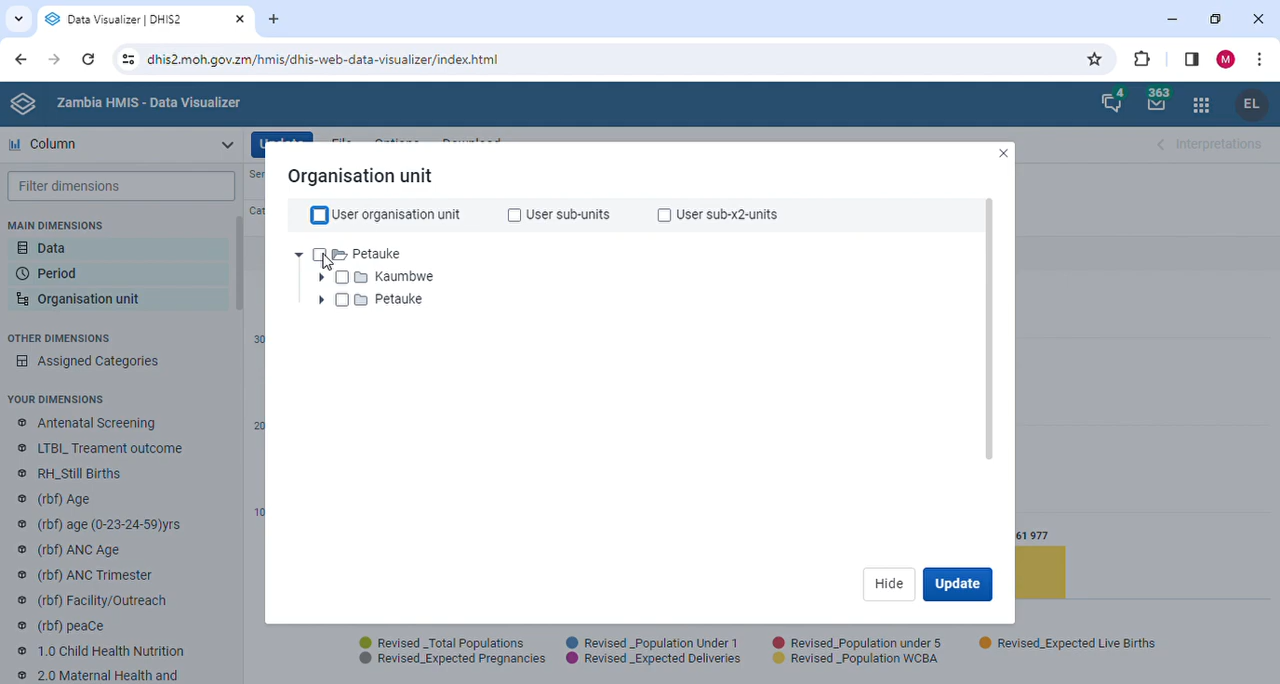 Data Visualizer | DHIS2
dhis2.moh.gov.zm/hmis/dhis-web-data-visualizer/index.html
M
Zambia HMIS - Data Visualizer
4
363
EL
Column
Update File Options Download
Interpretations
Filter dimensions
MAIN DIMENSIONS
Data
Period
Organisation unit
OTHER DIMENSIONS
Assigned Categories
YOUR DIMENSIONS
Antenatal Screening
LTBI_ Treament outcome
RH_Still Births
(rbf) Age
(rbf) age (0-23-24-59)yrs
(rbf) ANC Age
(rbf) ANC Trimester
(rbf) Facility/Outreach
(rbf) peaCe
1.0 Child Health Nutrition
2.0 Maternal Health and
Organisation unit
User organisation unit
User sub-units
User sub-x2-units
Petauke
Kaumbwe
Petauke
Hide
Update
61 977
Revised _Total Populations
Revised _Population Under 1
Revised_Population under 5
Revised_Expected Live Births
Revised_Expected Pregnancies
Revised _Expected Deliveries
Revised _Population WCBA